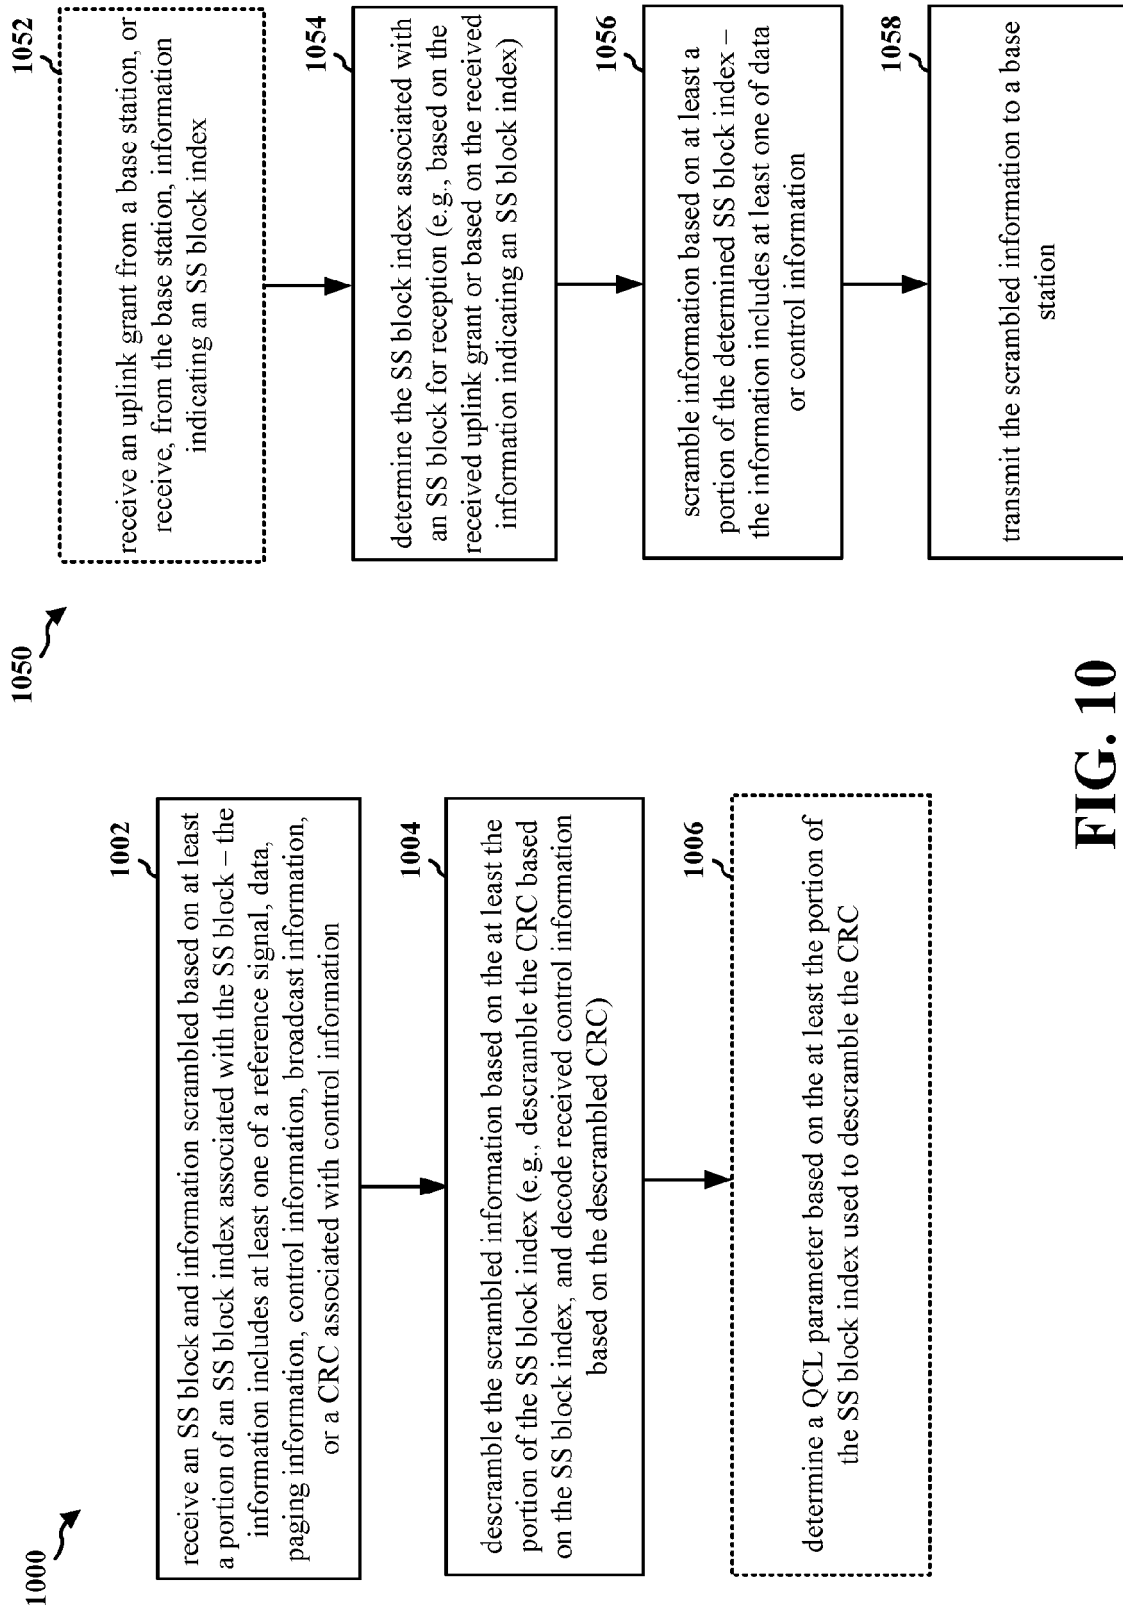 1000
1002
receive an SS block and information scrambled based on at least
a portion of an SS block index associated with the SS block – the
information includes at least one of a reference signal, data,
paging information, control information, broadcast information,
or a CRC associated with control information
1004
descramble the scrambled information based on the at least the
portion of the SS block index (e.g., descramble the CRC based
on the SS block index, and decode received control information
based on the descrambled CRC)
1006
determine a QCL parameter based on the at least the portion of
the SS block index used to descramble the CRC
1050
1052
receive an uplink grant from a base station, or
receive, from the base station, information
indicating an SS block index
1054
determine the SS block index associated with
an SS block for reception (e.g., based on the
received uplink grant or based on the received
information indicating an SS block index)
1056
scramble information based on at least a
portion of the determined SS block index –
the information includes at least one of data
or control information
1058
transmit the scrambled information to a base
station
FIG. 10